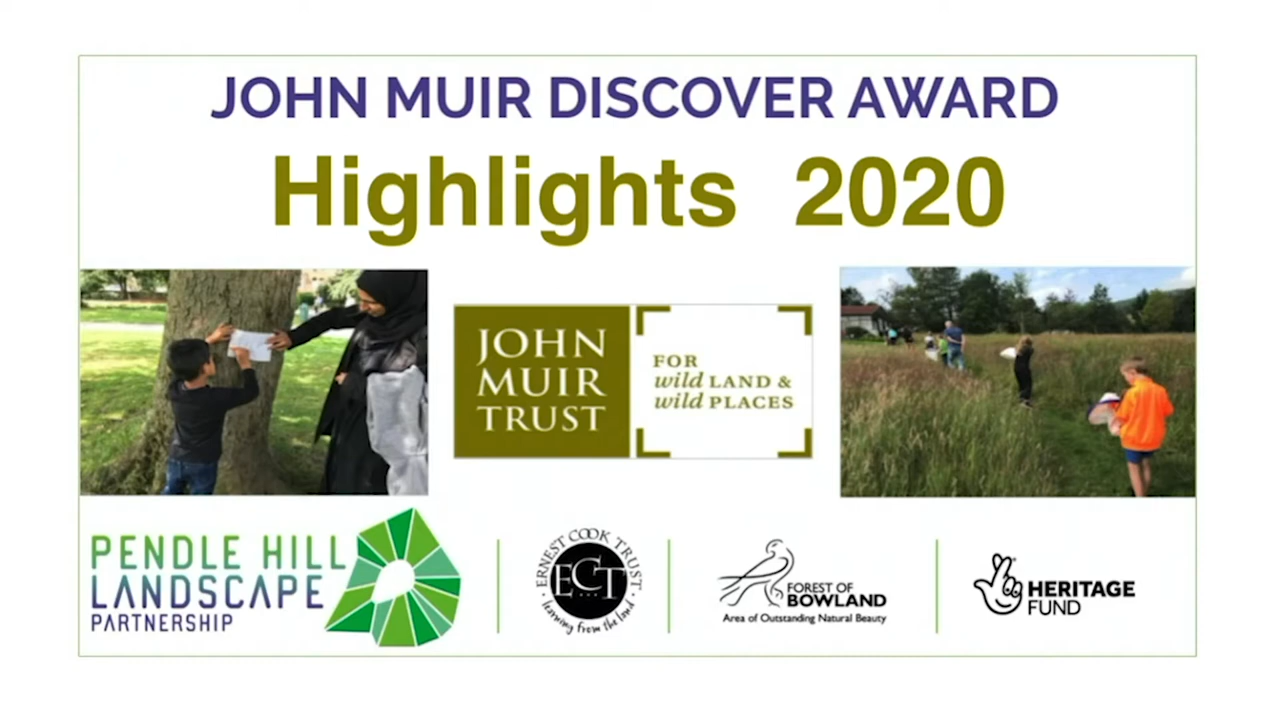 JOHN MUIR DISCOVER AWARD
Highlights 2020
JOHN
MUIR
TRUST
FOR
wild LAND &
wild PLACES
PENDLE HILL
LANDSCAPE
PARTNERSHIP
ERNEST COOK TRUST
ECT
learning from the land
FOREST OF
BOWLAND
Area of Outstanding Natural Beauty
HERITAGE
FUND